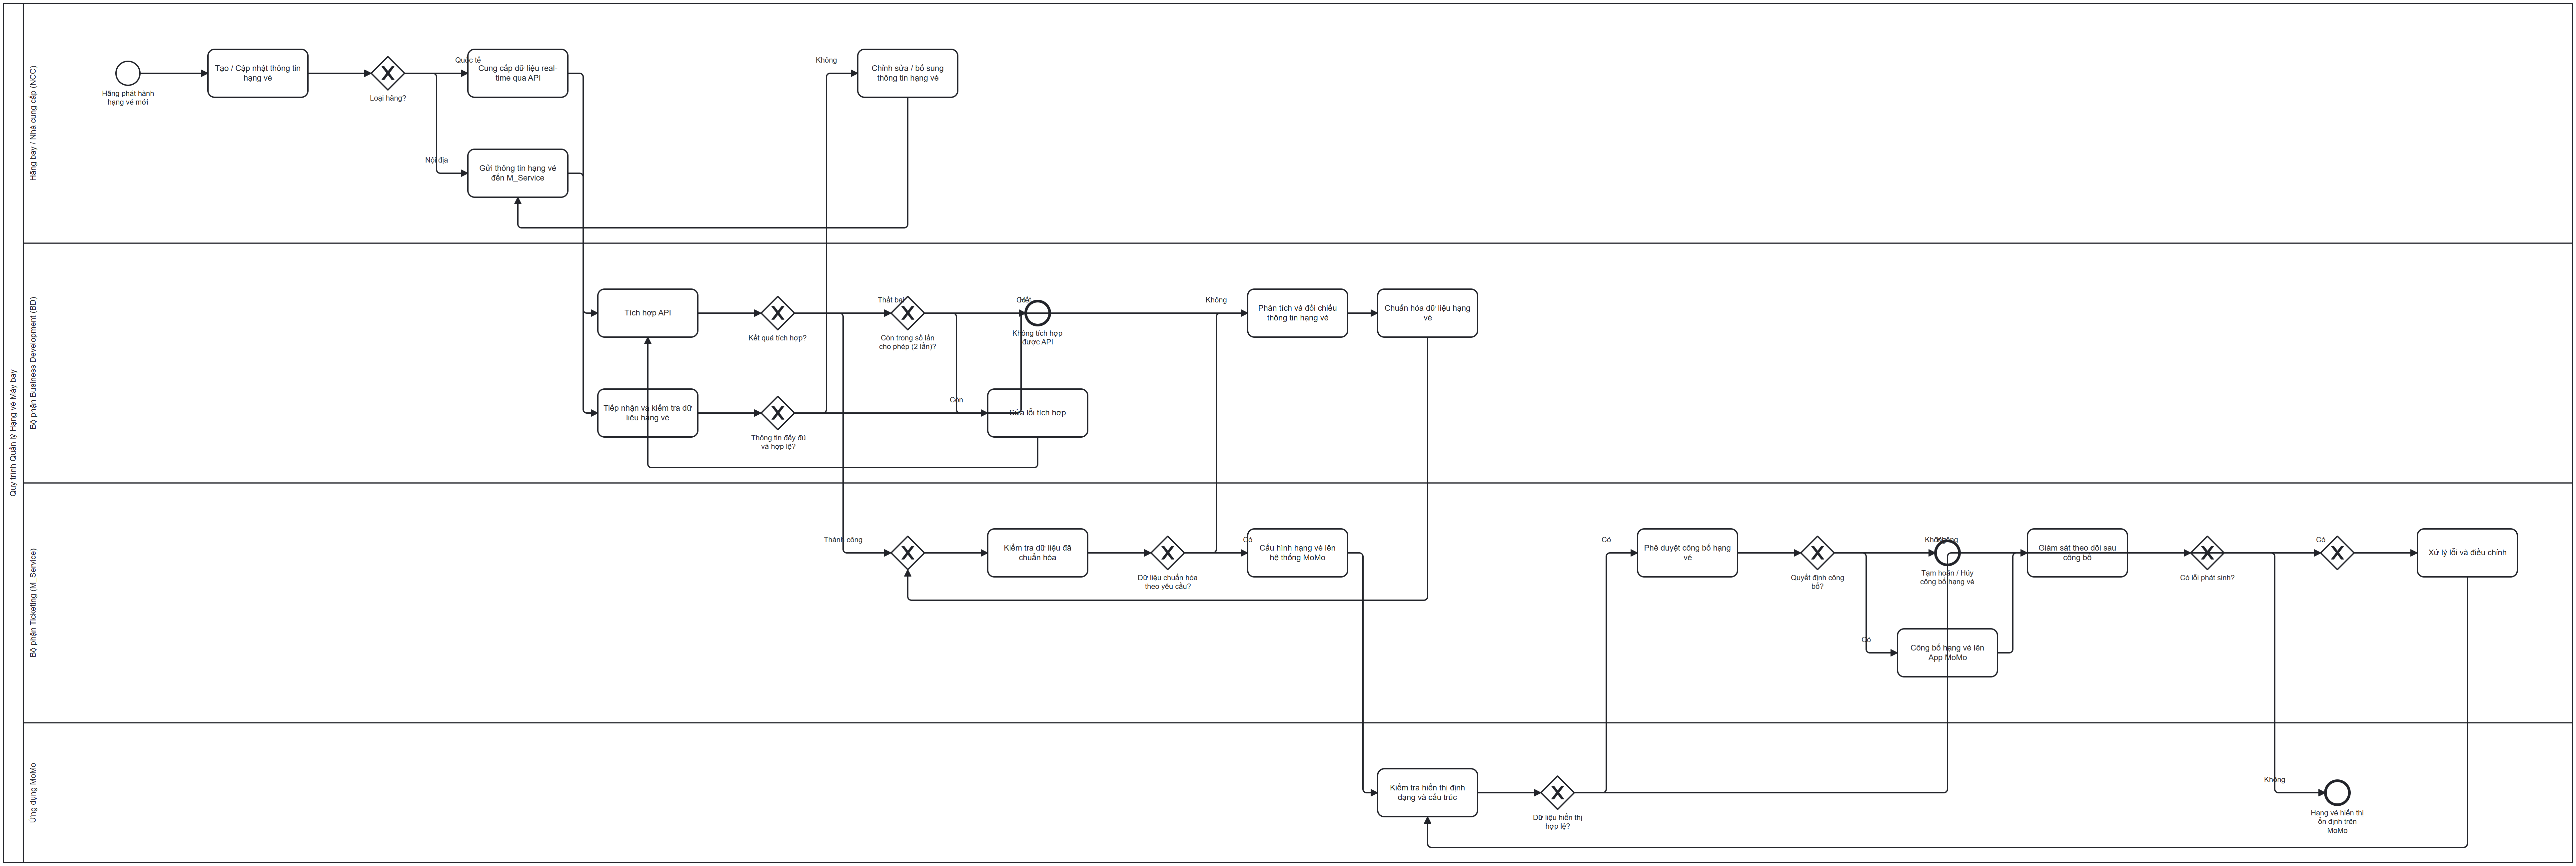 Quy trình Quản lý Hạng vé Máy bay
Hãng bay / Nhà cung cấp (NCC)
Hãng phát hành
hạng vé mới
Tạo / Cập nhật thông tin
hạng vé
Loại hãng?
Quốc tế
Cung cấp dữ liệu real-
time qua API
Nội địa
Gửi thông tin hạng vé
đến M_Service
Không
Chỉnh sửa / bổ sung
thông tin hạng vé
Bộ phận Business Development (BD)
Tích hợp API
Kết quả tích hợp?
Thất bại
Còn trong số lần
cho phép (2 lần)?
Không tích hợp
được API
Không
Phân tích và đối chiếu
thông tin hạng vé
Chuẩn hóa dữ liệu hạng
vé
Tiếp nhận và kiểm tra dữ
liệu hạng vé
Thông tin đầy đủ
và hợp lệ?
Còn
Sửa lỗi tích hợp
Bộ phận Ticketing (M_Service)
Thành công
Kiểm tra dữ liệu đã
chuẩn hóa
Dữ liệu chuẩn hóa
theo yêu cầu?
Có
Cấu hình hạng vé lên
hệ thống MoMo
Có
Phê duyệt công bố hạng
vé
Quyết định công
bố?
Không
Tạm hoãn / Hủy
công bố hạng vé
Có
Công bố hạng vé lên
App MoMo
Giám sát theo dõi sau
công bố
Có lỗi phát sinh?
Có
Xử lý lỗi và điều chỉnh
Ứng dụng MoMo
Kiểm tra hiển thị định
dạng và cấu trúc
Dữ liệu hiển thị
hợp lệ?
Không
Hạng vé hiển thị
ổn định trên
MoMo